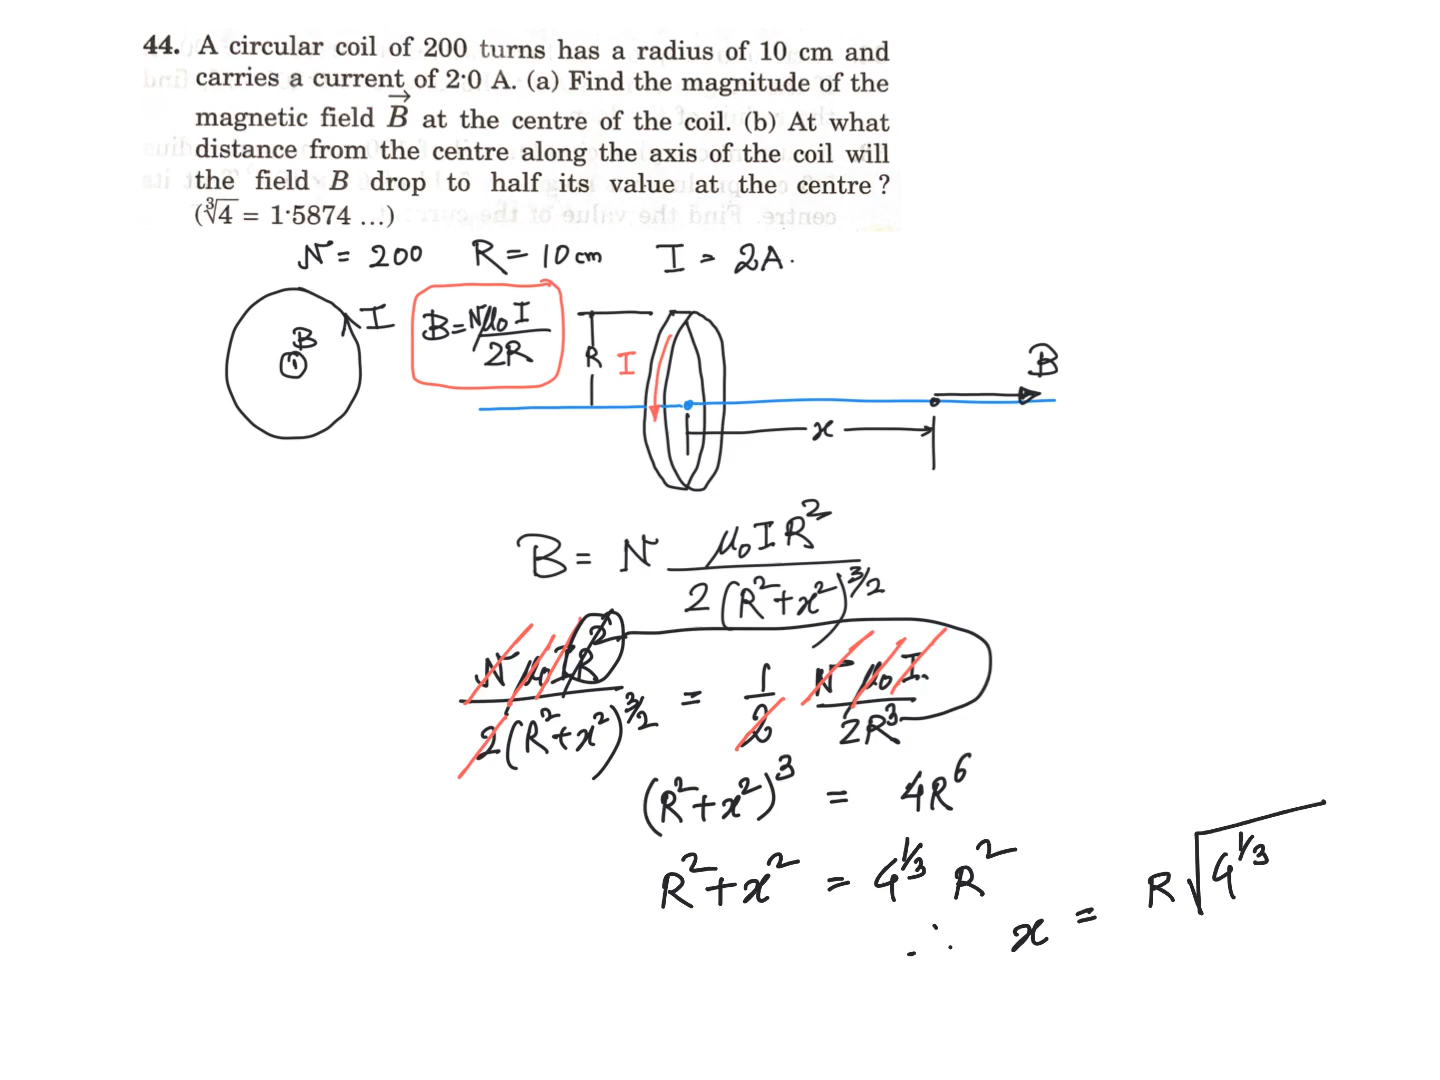 44. A circular coil of 200 turns has a radius of 10 cm and
carries a current of 2·0 A. (a) Find the magnitude of the
magnetic field B⃗ at the centre of the coil. (b) At what
distance from the centre along the axis of the coil will
the field B drop to half its value at the centre ?
(∛4 = 1·5874 ...)
N = 200 R = 10 cm I = 2A.
B I B = Nμ₀I / 2R R I B
x
B = N μ₀IR² / 2(R²+x²)^3/2
Nμ₀IR² / 2(R²+x²)^3/2 = 1/2 Nμ₀I / 2R³
(R²+x²)³ = 4R⁶
R²+x² = 4^1/3 R²
∴ x = R√4^1/3